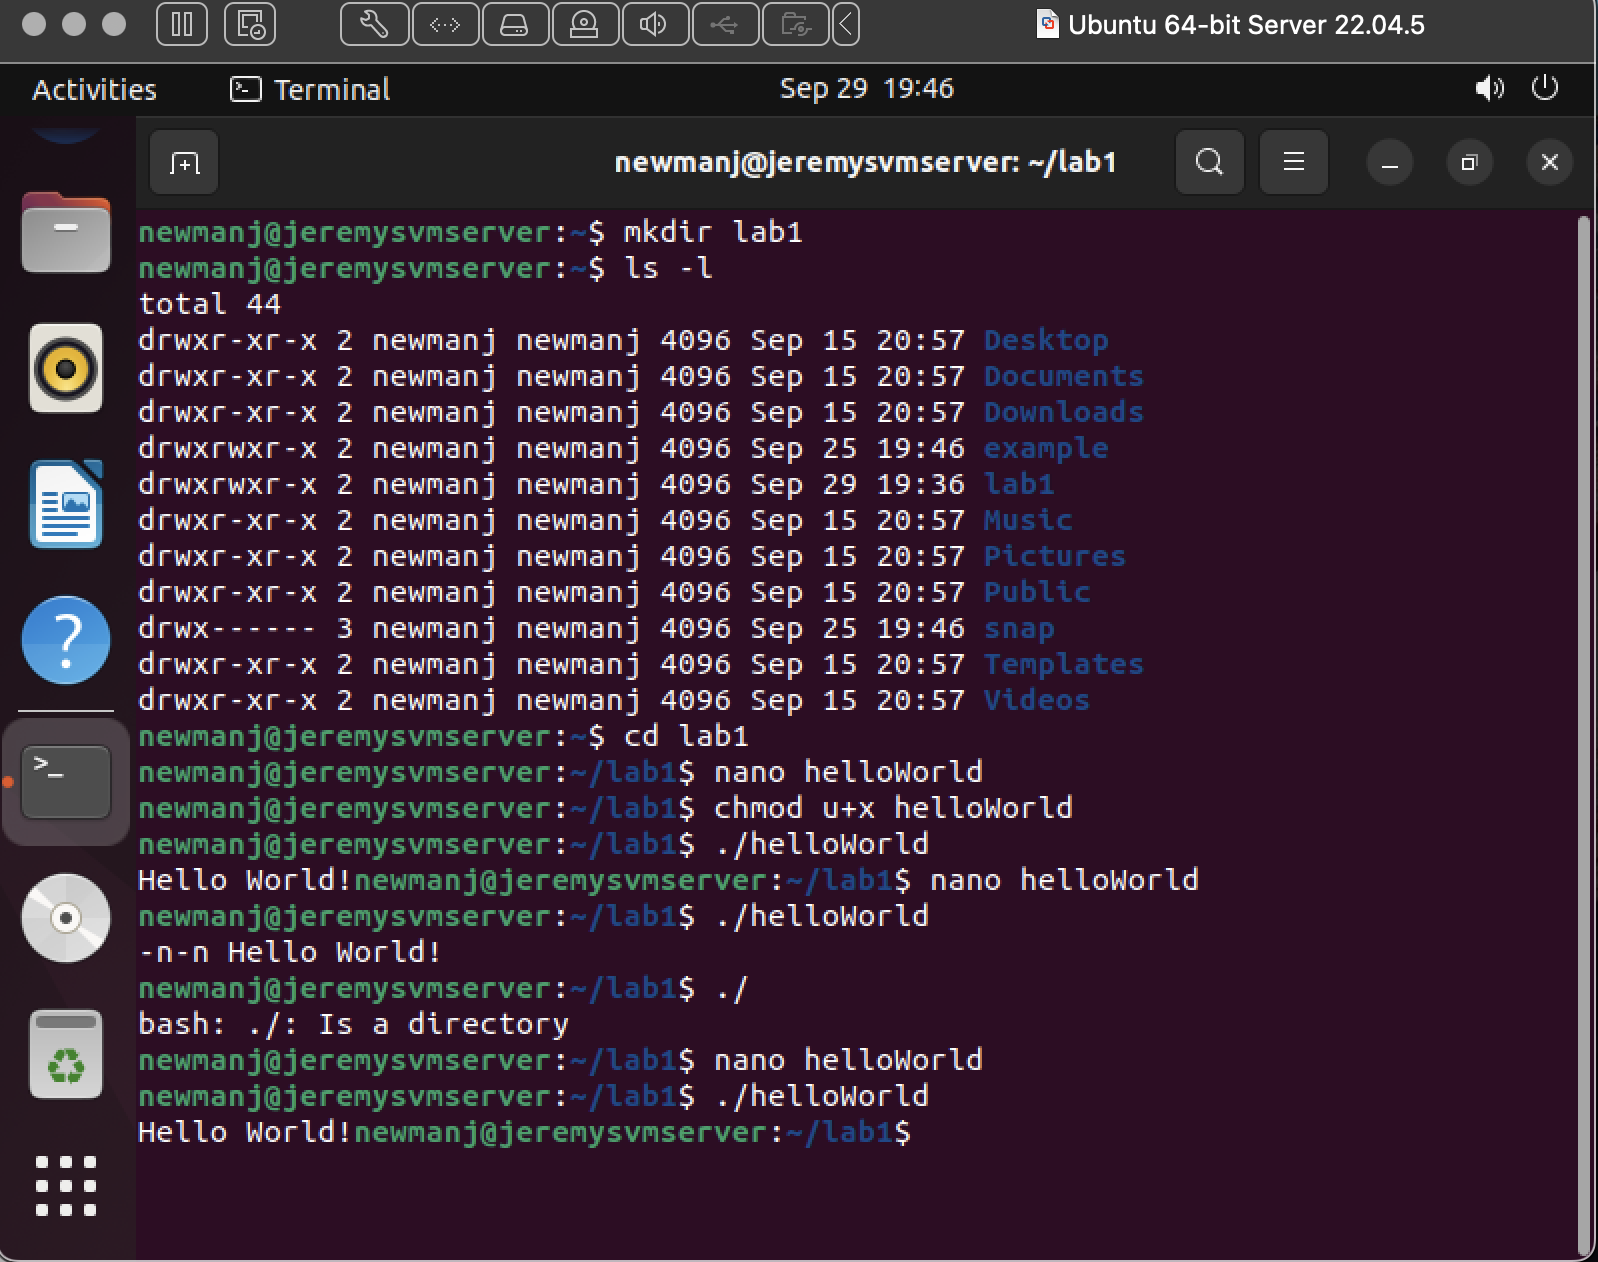 Ubuntu 64-bit Server 22.04.5
Activities Terminal Sep 29 19:46
newmanj@jeremysvmserver: ~/lab1
newmanj@jeremysvmserver:~$ mkdir lab1
newmanj@jeremysvmserver:~$ ls -l
total 44
drwxr-xr-x 2 newmanj newmanj 4096 Sep 15 20:57 Desktop
drwxr-xr-x 2 newmanj newmanj 4096 Sep 15 20:57 Documents
drwxr-xr-x 2 newmanj newmanj 4096 Sep 15 20:57 Downloads
drwxrwxr-x 2 newmanj newmanj 4096 Sep 25 19:46 example
drwxrwxr-x 2 newmanj newmanj 4096 Sep 29 19:36 lab1
drwxr-xr-x 2 newmanj newmanj 4096 Sep 15 20:57 Music
drwxr-xr-x 2 newmanj newmanj 4096 Sep 15 20:57 Pictures
drwxr-xr-x 2 newmanj newmanj 4096 Sep 15 20:57 Public
drwx------ 3 newmanj newmanj 4096 Sep 25 19:46 snap
drwxr-xr-x 2 newmanj newmanj 4096 Sep 15 20:57 Templates
drwxr-xr-x 2 newmanj newmanj 4096 Sep 15 20:57 Videos
newmanj@jeremysvmserver:~$ cd lab1
newmanj@jeremysvmserver:~/lab1$ nano helloWorld
newmanj@jeremysvmserver:~/lab1$ chmod u+x helloWorld
newmanj@jeremysvmserver:~/lab1$ ./helloWorld
Hello World!newmanj@jeremysvmserver:~/lab1$ nano helloWorld
newmanj@jeremysvmserver:~/lab1$ ./helloWorld
-n-n Hello World!
newmanj@jeremysvmserver:~/lab1$ ./
bash: ./: Is a directory
newmanj@jeremysvmserver:~/lab1$ nano helloWorld
newmanj@jeremysvmserver:~/lab1$ ./helloWorld
Hello World!newmanj@jeremysvmserver:~/lab1$